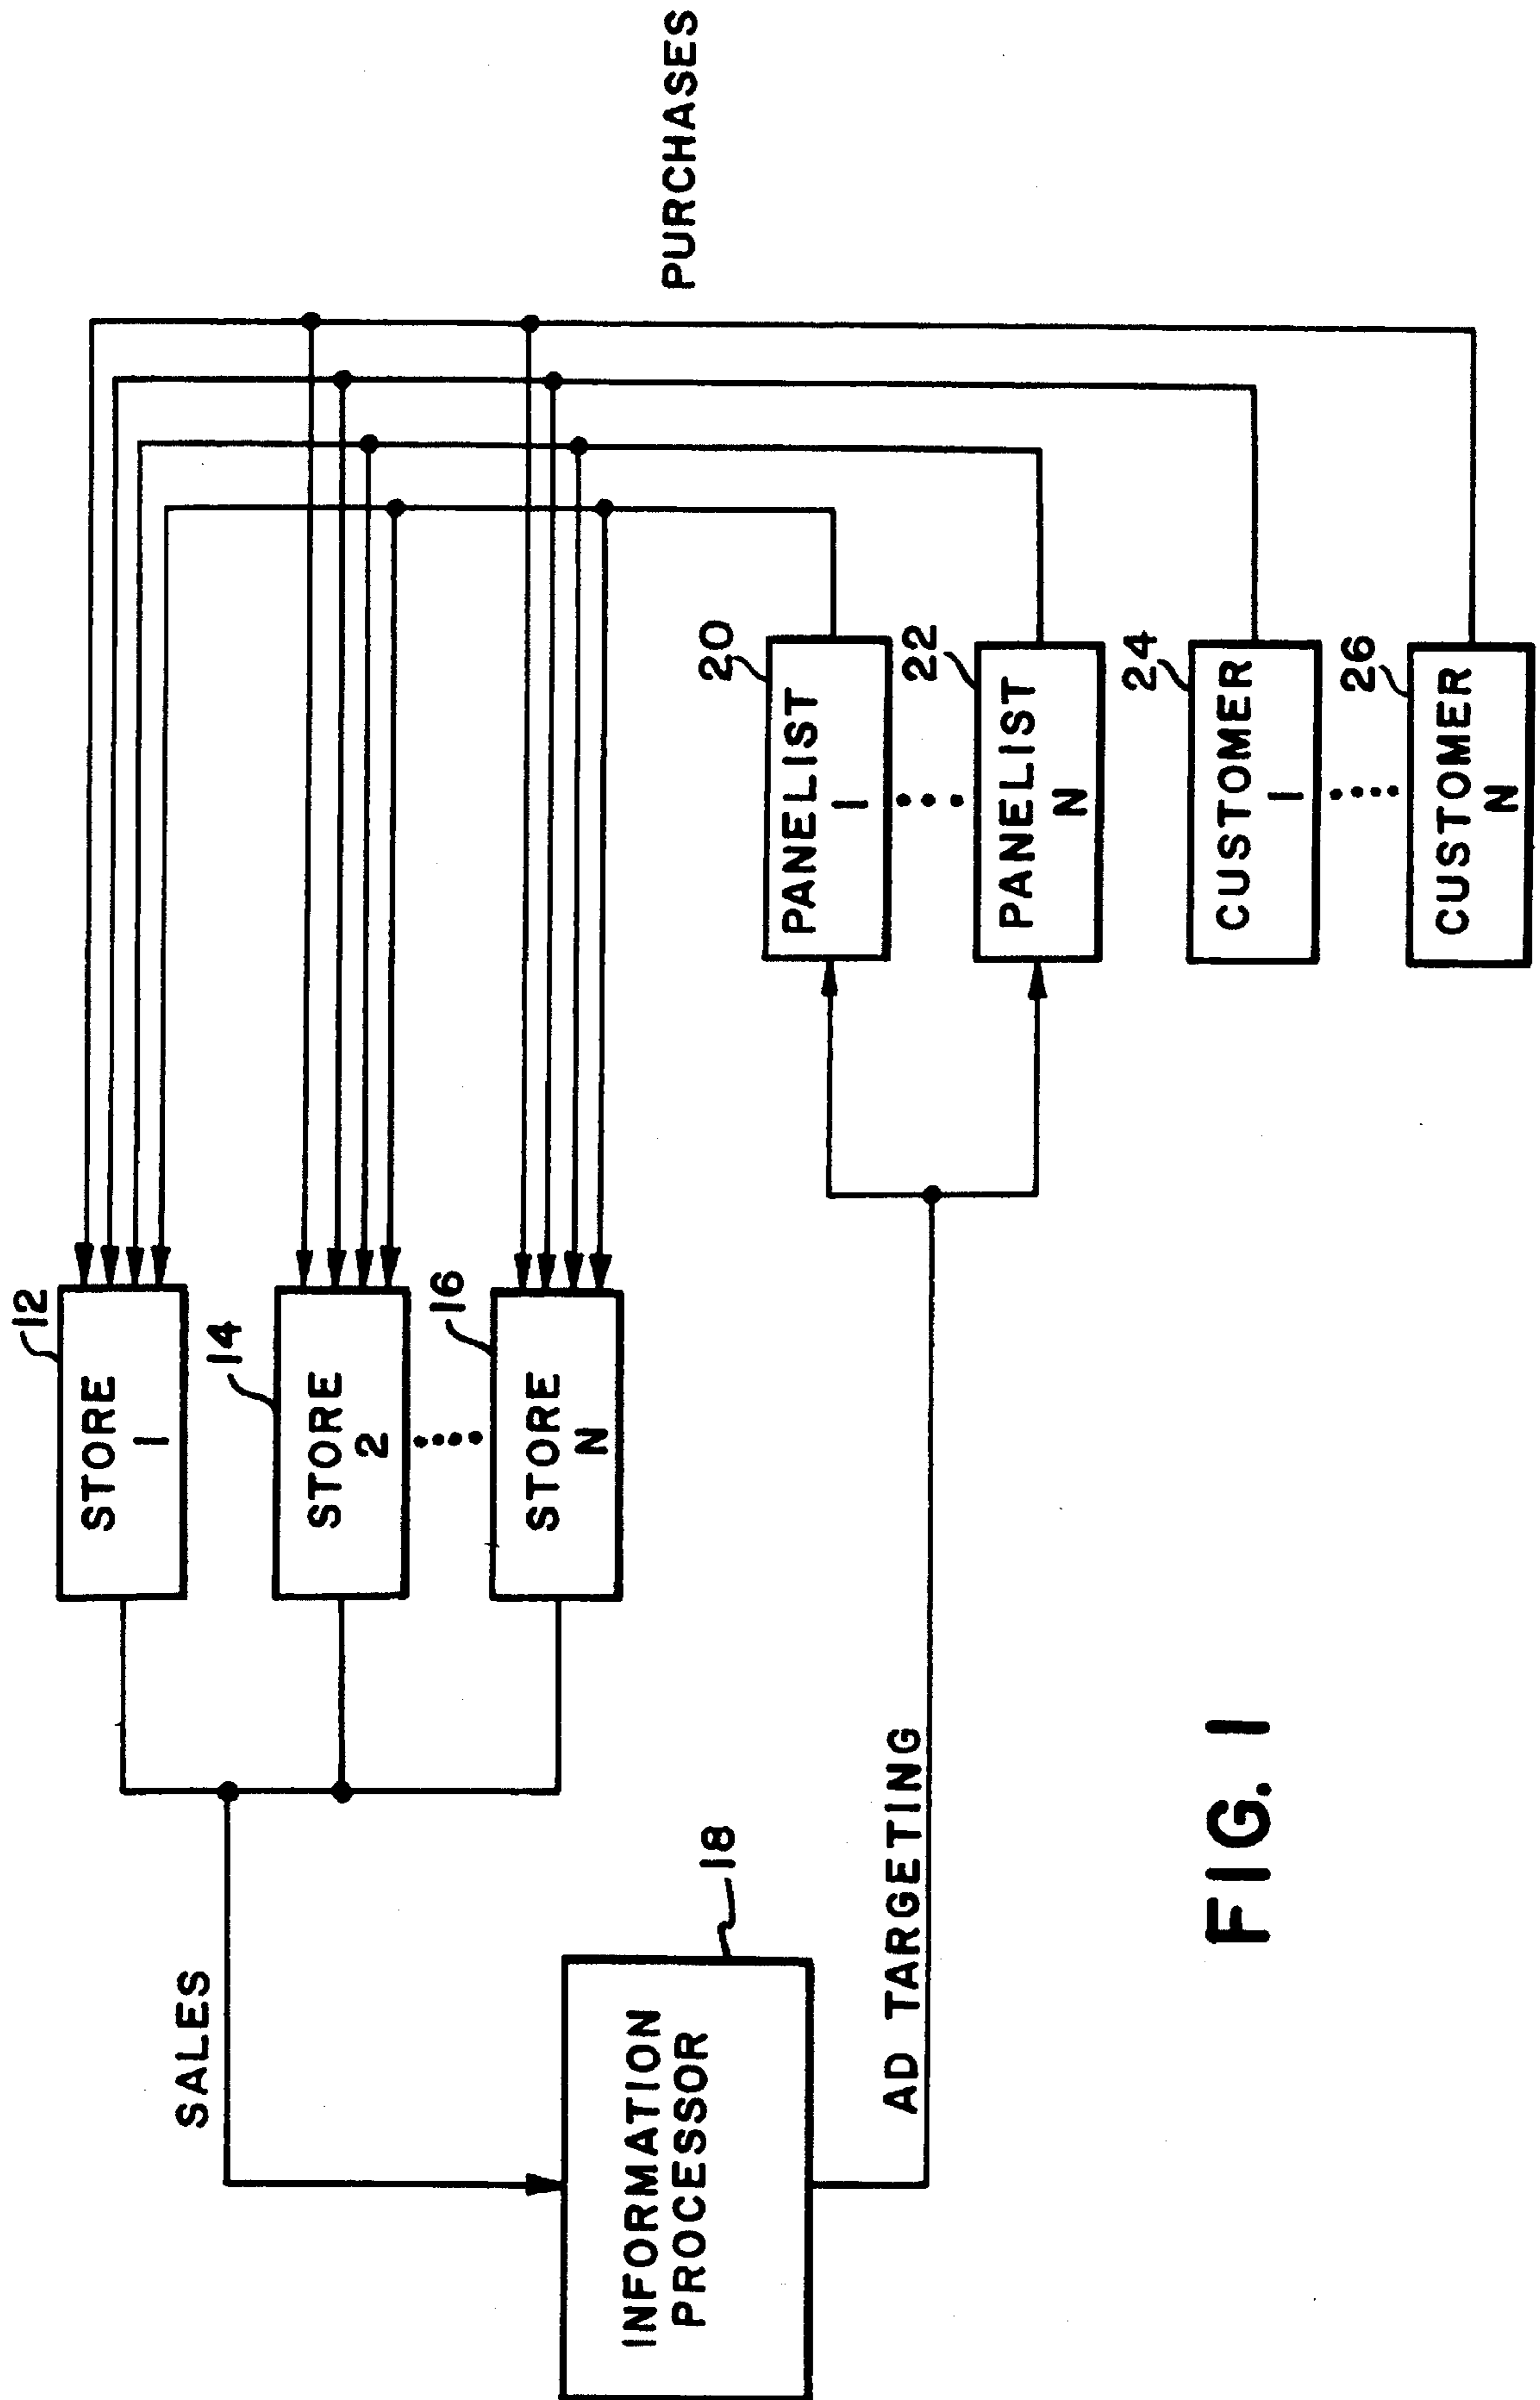 PURCHASES
12
STORE
1
14
STORE
2
16
STORE
N
SALES
18
INFORMATION
PROCESSOR
AD TARGETING
20
PANELIST
1
22
PANELIST
N
24
CUSTOMER
1
26
CUSTOMER
N
FIG. 1